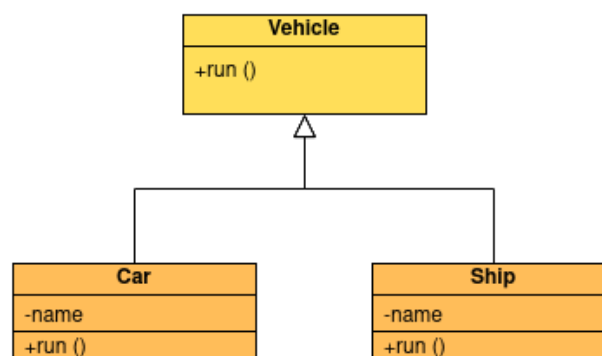 Vehicle
+run ()
Car
-name
+run ()
Ship
-name
+run ()